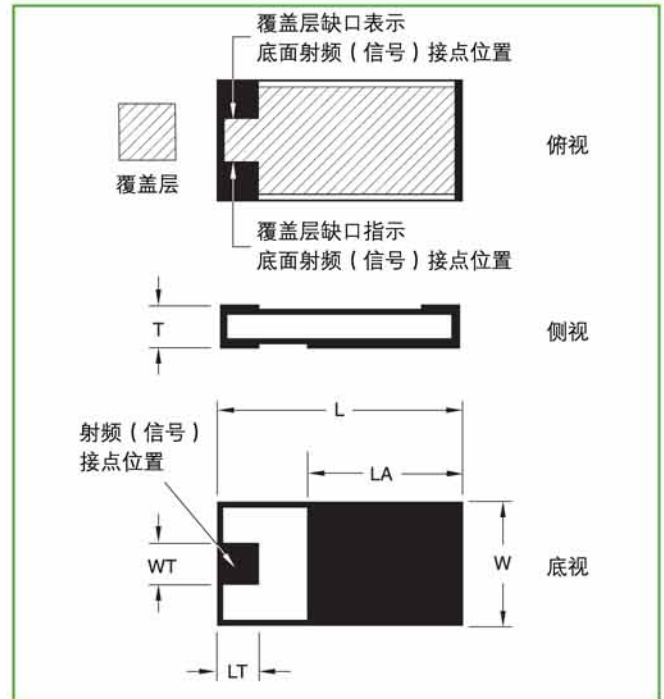 覆盖层缺口表示
底面射频（信号）接点位置
俯视
覆盖层
覆盖层缺口指示
底面射频（信号）接点位置
T
侧视
L
射频（信号）
接点位置
LA
WT
W
底视
LT